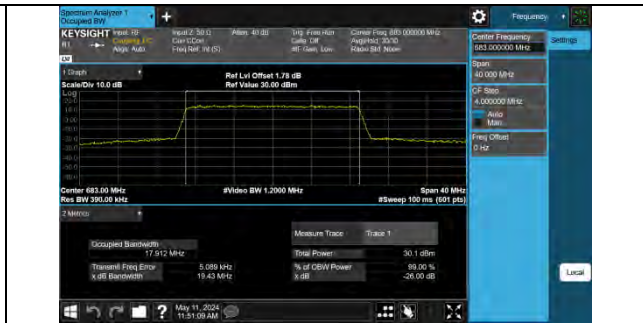 Spectrum Analyzer 1
Occupied BW
+
Frequency
KEYSIGHT Input: RF
Coupling: DC
Align: Auto
Input Z: 50 Ω
Corr CCorr
Freq Ref: Int (S)
Atten: 40 dB
Trig: Free Run
Gate: Off
#IF Gain: Low
Center Freq: 683.000000 MHz
Avg|Hold: 30/30
Radio Std: None
Center Frequency
683.000000 MHz
Settings
Span
40.000 MHz
CF Step
4.000000 MHz
Auto
Man
Freq Offset
0 Hz
1 Graph
Scale/Div 10.0 dB
Ref Lvl Offset 1.78 dB
Ref Value 30.00 dBm
Log
Center 683.00 MHz
Res BW 390.00 kHz
#Video BW 1.2000 MHz
Span 40 MHz
#Sweep 100 ms (601 pts)
2 Metrics
Measure Trace Trace 1
Occupied Bandwidth
17.912 MHz
Total Power 30.1 dBm
Transmit Freq Error 5.089 kHz
% of OBW Power 99.00 %
x dB Bandwidth 19.43 MHz
x dB -26.00 dB
Local
?
May 11, 2024
11:51:09 AM